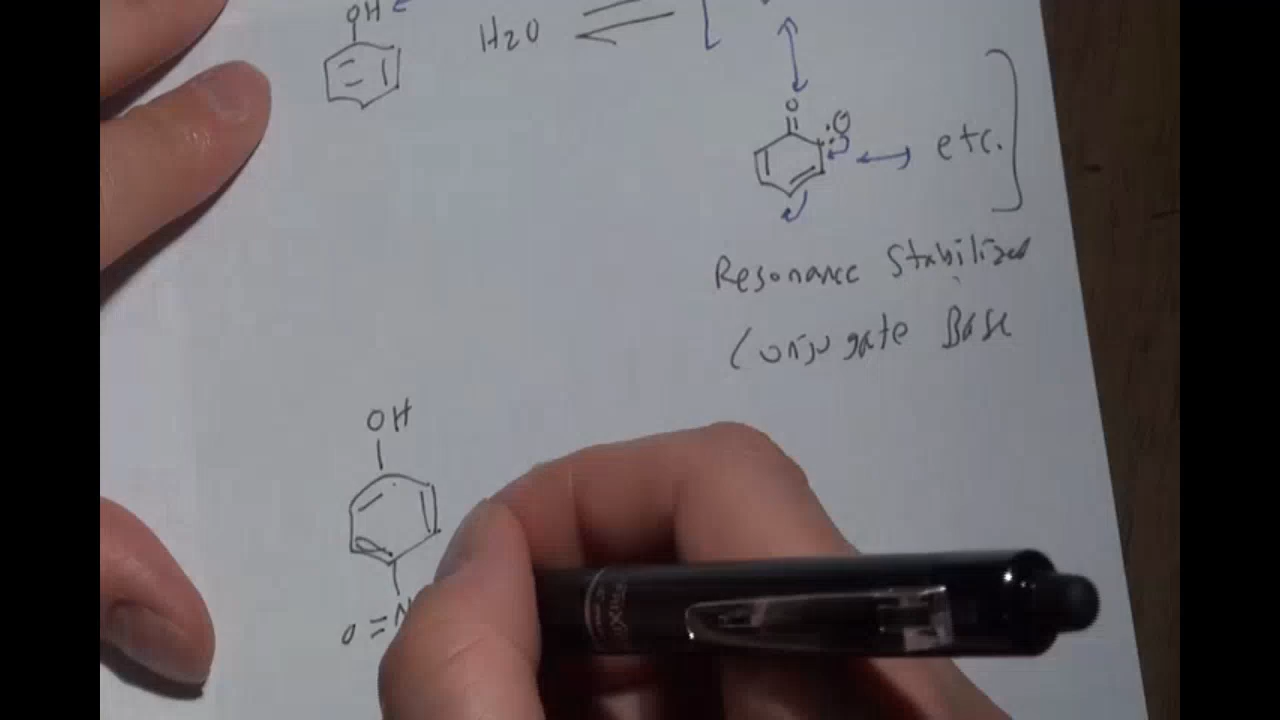 OH
H2O
O
:O
etc.
Resonance Stabilized
Conjugate Base
OH
O=N